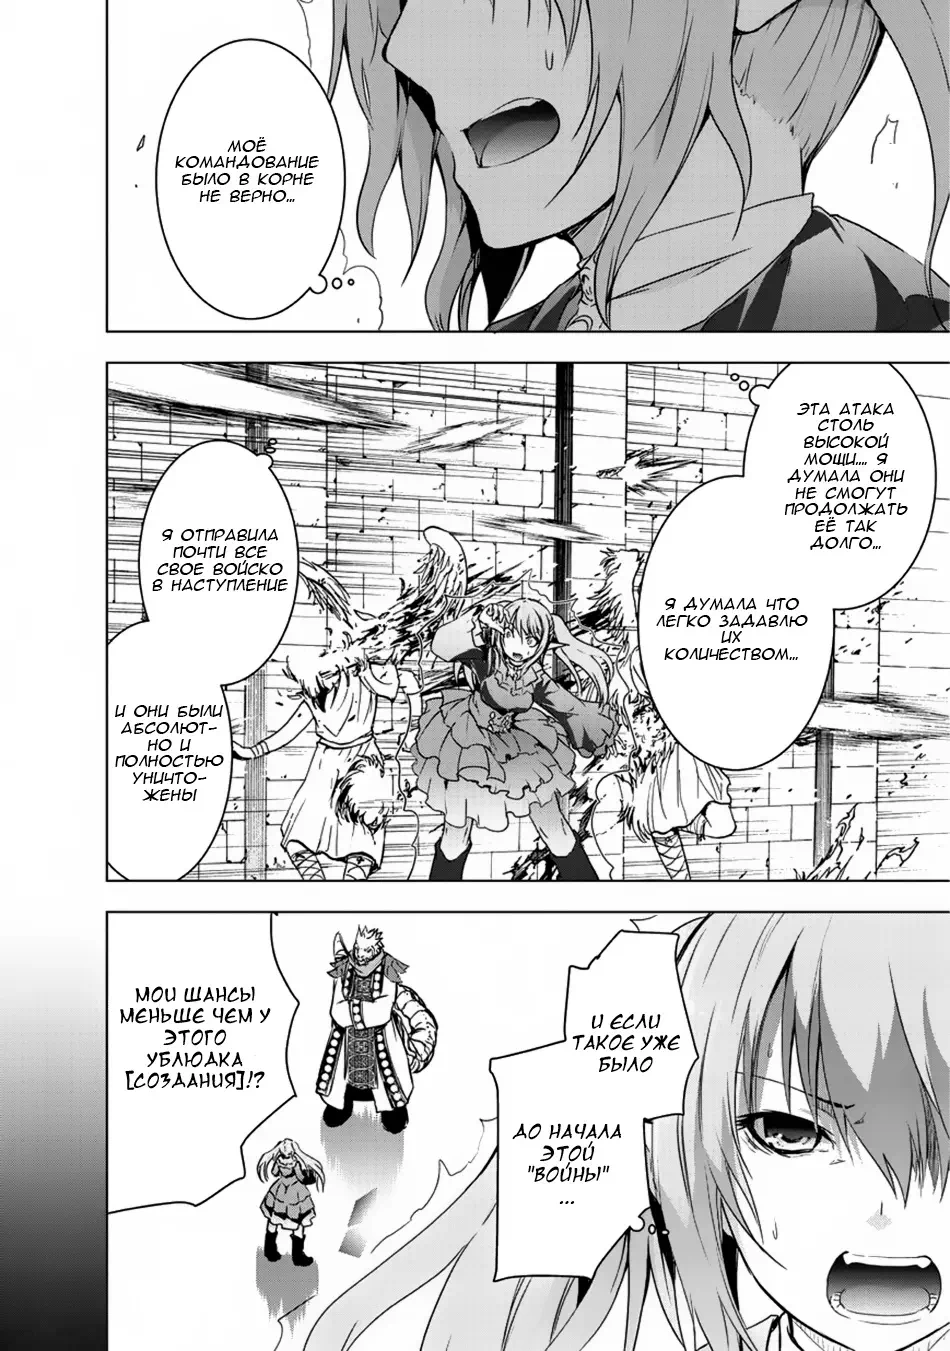 МОЁ
КОМАНДОВАНИЕ
БЫЛО В КОРНЕ
НЕ ВЕРНО...
ЭТА АТАКА
СТОЛЬ
ВЫСОКОЙ
МОЩИ.... Я
ДУМАЛА ОНИ
НЕ СМОГУТ
ПРОДОЛЖАТЬ
ЕЁ ТАК
ДОЛГО...
Я ДУМАЛА ЧТО
ЛЕГКО ЗАДАВЛЮ
ИХ
КОЛИЧЕСТВОМ...
Я ОТПРАВИЛА
ПОЧТИ ВСЕ
СВОЕ ВОЙСКО
В НАСТУПЛЕНИЕ
И ОНИ БЫЛИ
АБСОЛЮТ-
НО И
ПОЛНОСТЬЮ
УНИЧТО-
ЖЕНЫ
И ЕСЛИ
ТАКОЕ УЖЕ
БЫЛО
ДО НАЧАЛА
ЭТОЙ
"ВОЙНЫ"
...
МОИ ШАНСЫ
МЕНЬШЕ ЧЕМ У
ЭТОГО
УБЛЮДКА
[СОЗДАНИЯ]!?